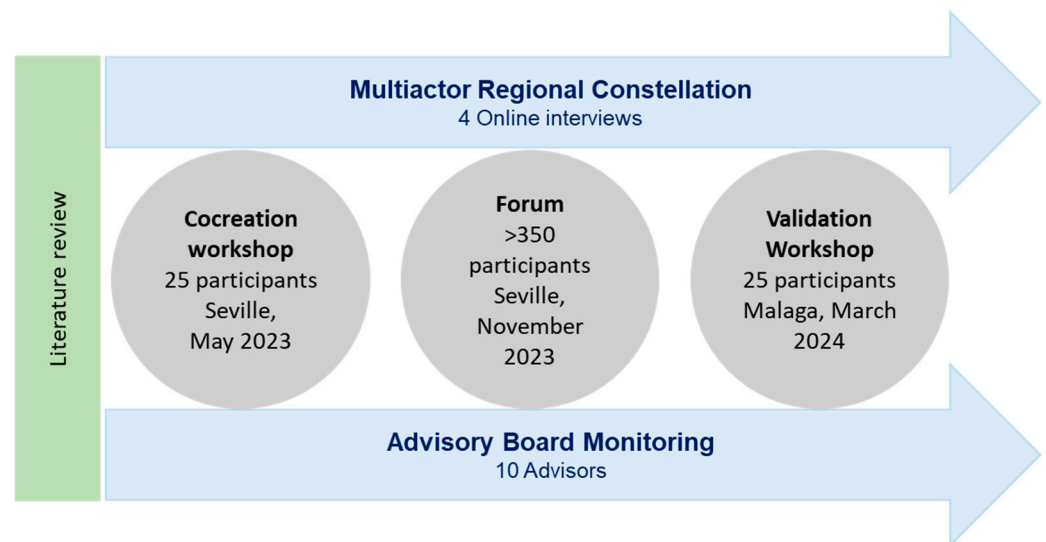 Literature review
Multiactor Regional Constellation
4 Online interviews
Cocreation
workshop
25 participants
Seville,
May 2023
Forum
>350
participants
Seville,
November
2023
Validation
Workshop
25 participants
Malaga, March
2024
Advisory Board Monitoring
10 Advisors